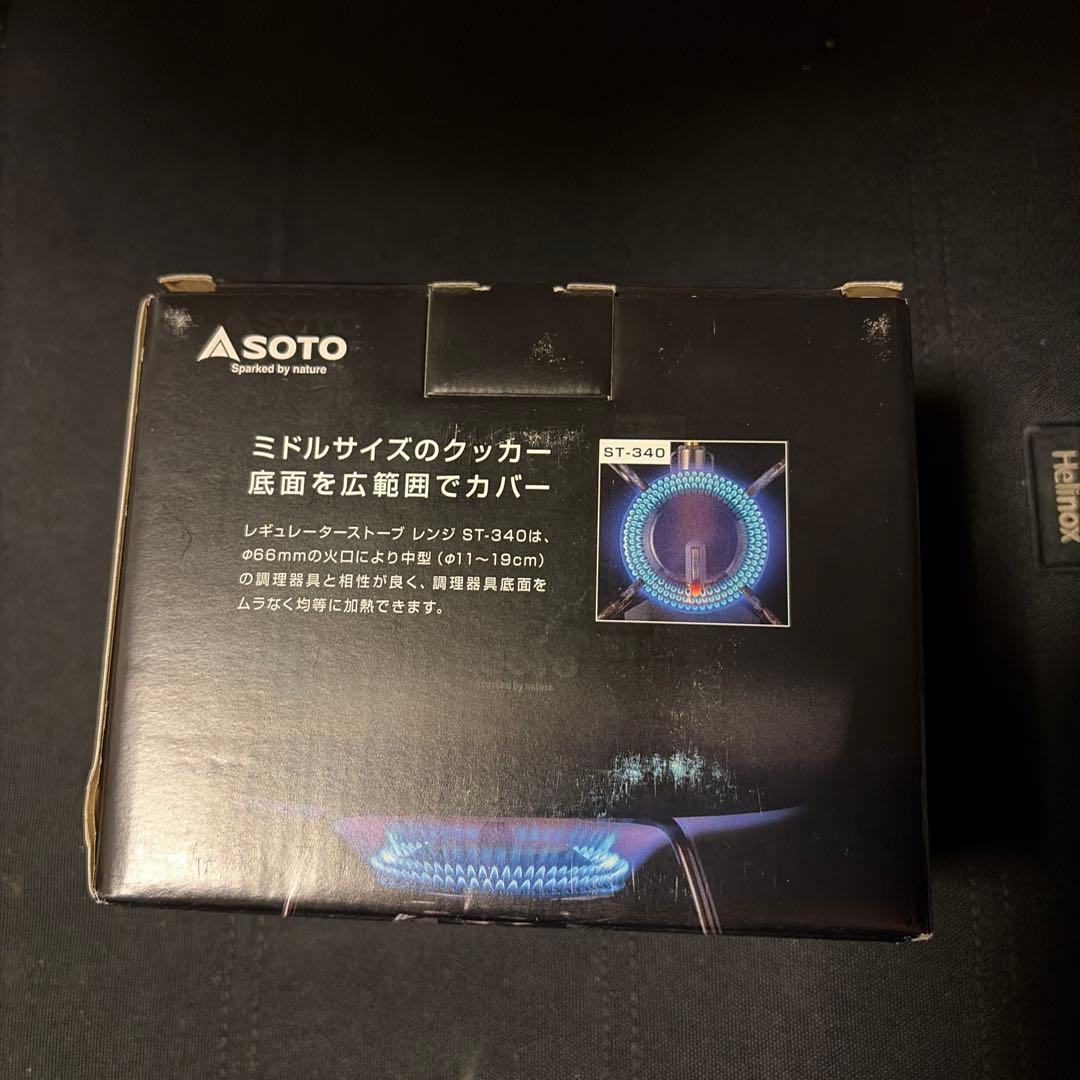 SOTO
Sparked by nature
ミドルサイズのクッカー
底面を広範囲でカバー
ST-340
レギュレーターストーブ レンジ ST-340は、
φ66mmの火口により中型（φ11〜19cm）
の調理器具と相性が良く、調理器具底面を
ムラなく均等に加熱できます。
SOTO
Sparked by nature
Helinox